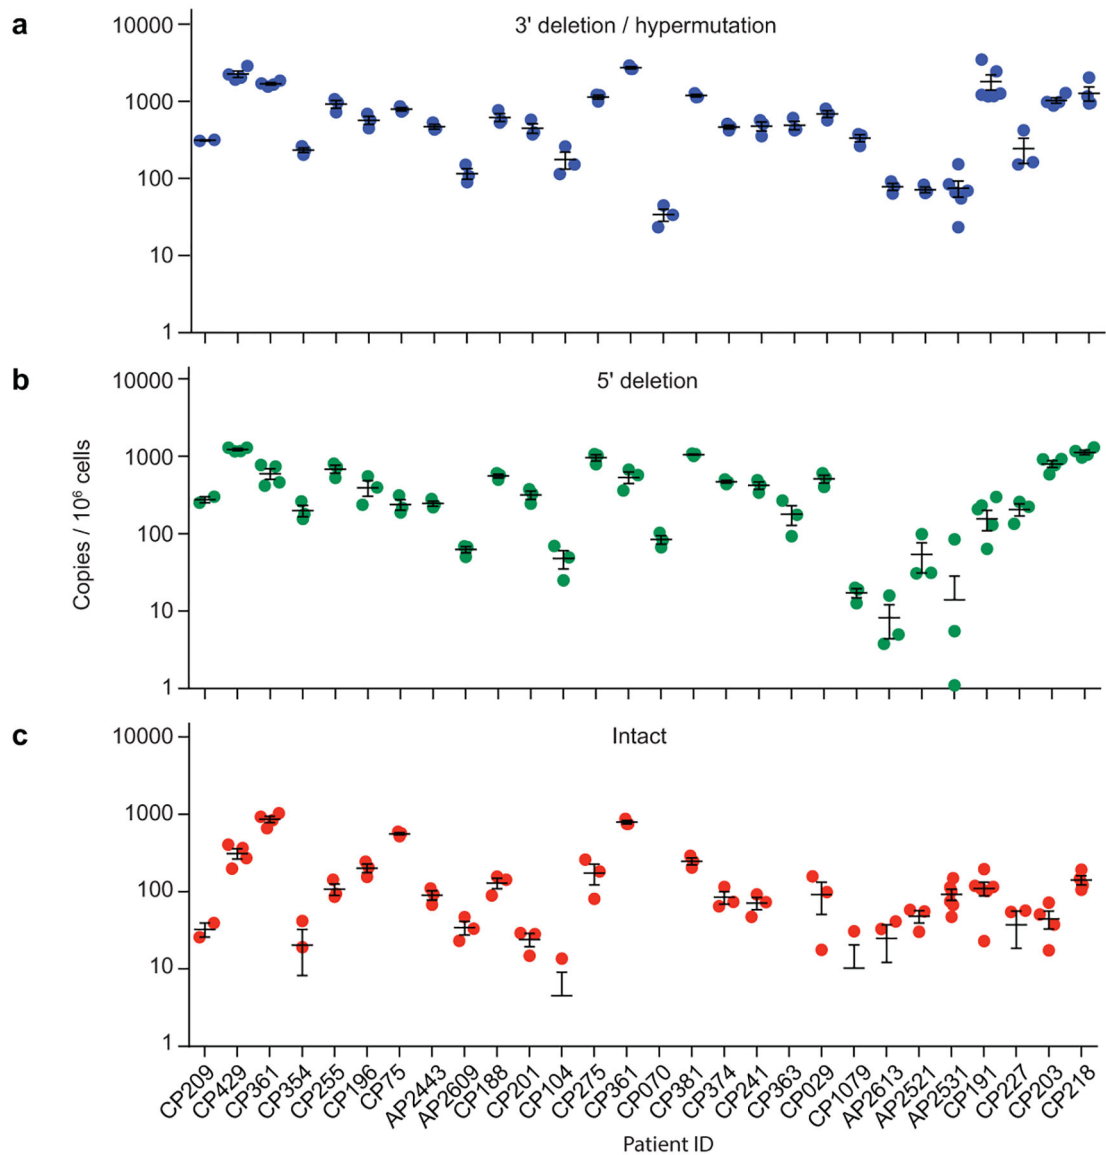 a
3' deletion / hypermutation
10000
1000
100
10
1
b
5' deletion
10000
1000
100
10
1
Copies / 10⁶ cells
c
Intact
10000
1000
100
10
1
CP209
CP429
CP361
CP354
CP255
CP196
CP75
AP2443
AP2609
CP188
CP201
CP104
CP275
CP361
CP070
CP381
CP374
CP241
CP363
CP029
CP1079
AP2613
AP2521
AP2531
CP191
CP227
CP203
CP218
Patient ID